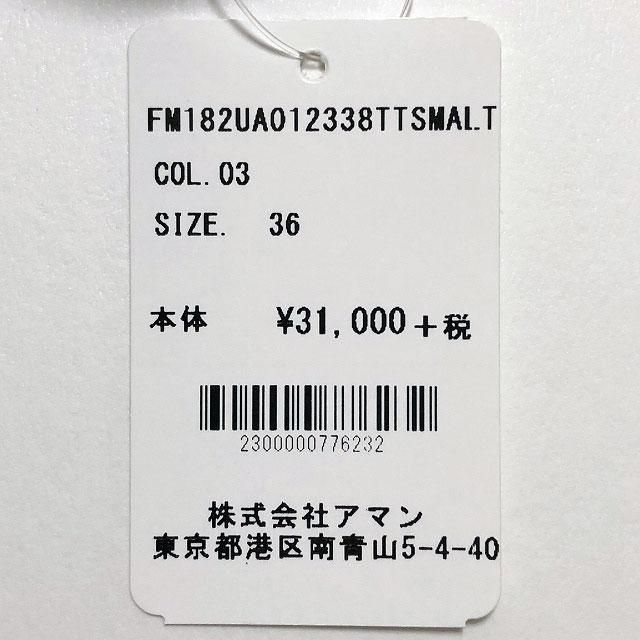 FM182UA012338TTSMALT
COL.03
SIZE. 36
本体 ¥31,000+税
2300000776232
株式会社アマン
東京都港区南青山5-4-40